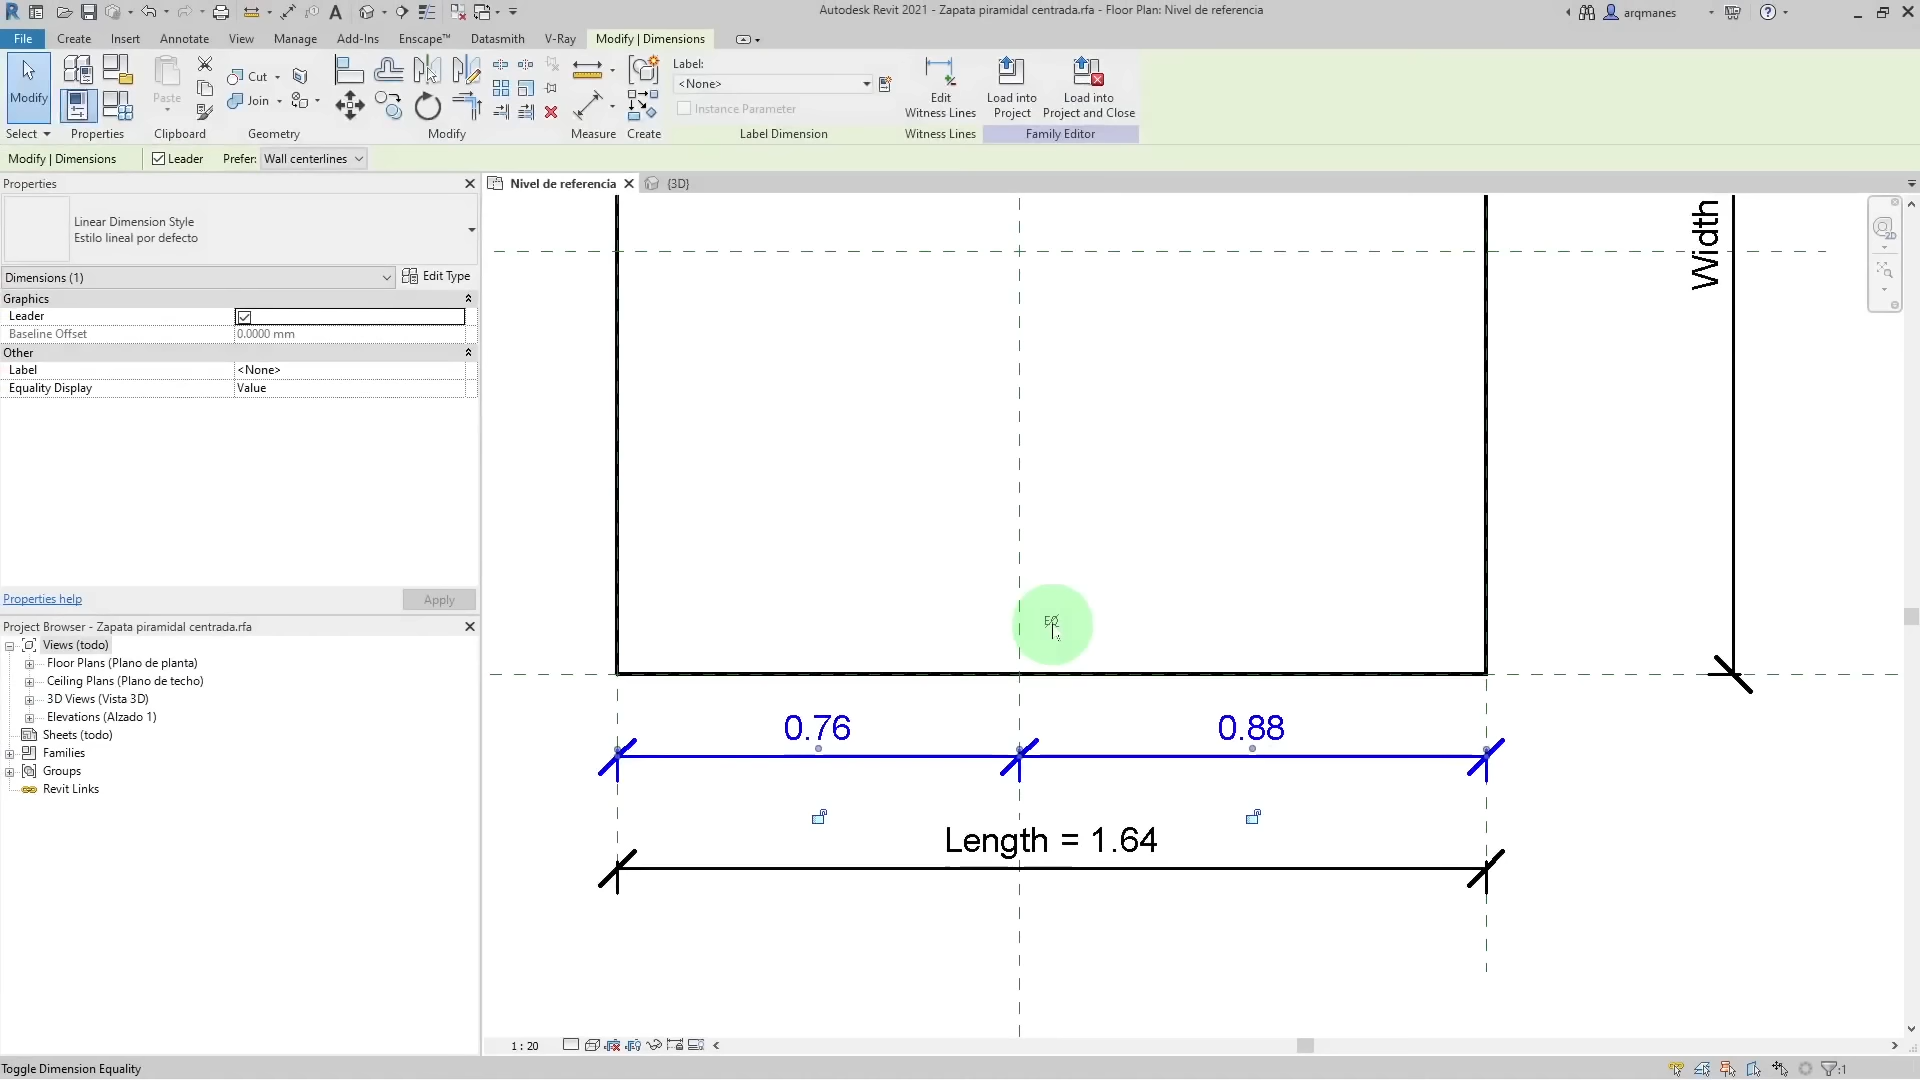 Autodesk Revit 2021 - Zapata piramidal centrada.rfa - Floor Plan: Nivel de referencia
arqmanes
File
Create
Insert
Annotate
View
Manage
Add-Ins
Enscape™
Datasmith
V-Ray
Modify | Dimensions
Modify
Paste
Cut
Join
Label:
<None>
Instance Parameter
Edit
Witness Lines
Load into
Project
Load into
Project and Close
Select
Properties
Clipboard
Geometry
Modify
Measure
Create
Label Dimension
Witness Lines
Family Editor
Modify | Dimensions
Leader
Prefer:
Wall centerlines
Properties
Linear Dimension Style
Estilo lineal por defecto
Dimensions (1)
Edit Type
Graphics
Leader
Baseline Offset
0.0000 mm
Other
Label
<None>
Equality Display
Value
Properties help
Apply
Project Browser - Zapata piramidal centrada.rfa
Views (todo)
Floor Plans (Plano de planta)
Ceiling Plans (Plano de techo)
3D Views (Vista 3D)
Elevations (Alzado 1)
Sheets (todo)
Families
Groups
Revit Links
Nivel de referencia
{3D}
Width
2D
EQ
0.76
0.88
Length = 1.64
1 : 20
Toggle Dimension Equality
:1